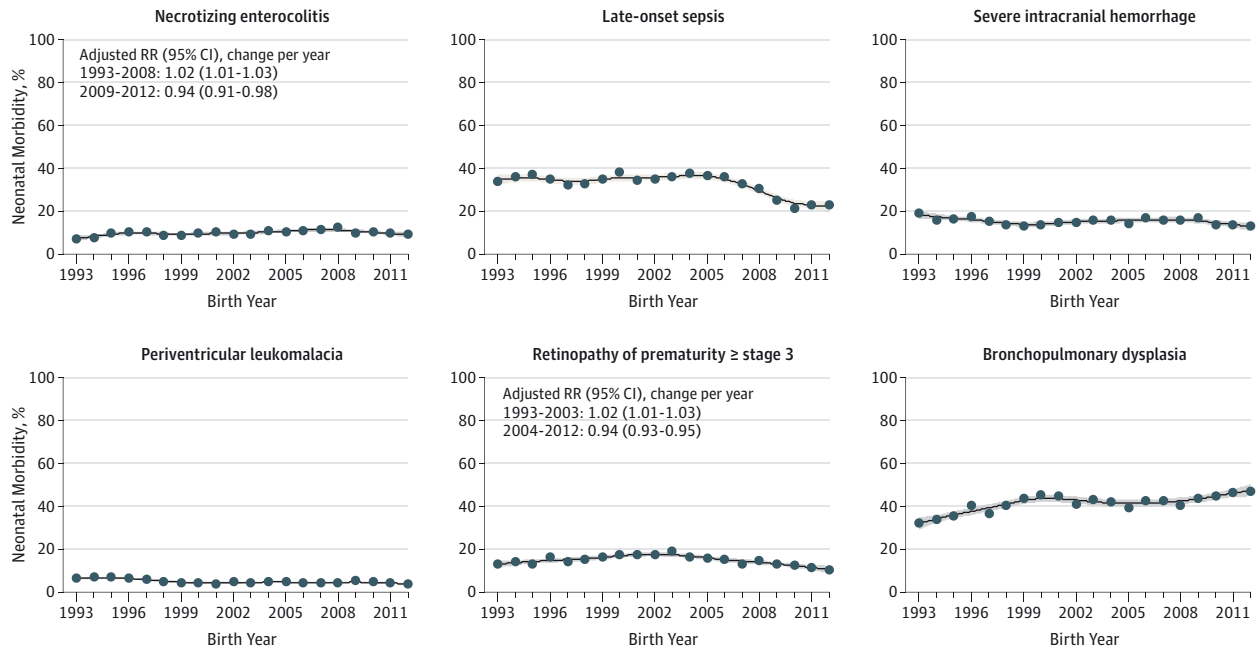 Necrotizing enterocolitis
Neonatal Morbidity, %
100
80
60
40
20
0
Adjusted RR (95% CI), change per year
1993-2008: 1.02 (1.01-1.03)
2009-2012: 0.94 (0.91-0.98)
1993 1996 1999 2002 2005 2008 2011
Birth Year
Late-onset sepsis
100
80
60
40
20
0
1993 1996 1999 2002 2005 2008 2011
Birth Year
Severe intracranial hemorrhage
100
80
60
40
20
0
1993 1996 1999 2002 2005 2008 2011
Birth Year
Periventricular leukomalacia
Neonatal Morbidity, %
100
80
60
40
20
0
1993 1996 1999 2002 2005 2008 2011
Birth Year
Retinopathy of prematurity ≥ stage 3
100
80
60
40
20
0
Adjusted RR (95% CI), change per year
1993-2003: 1.02 (1.01-1.03)
2004-2012: 0.94 (0.93-0.95)
1993 1996 1999 2002 2005 2008 2011
Birth Year
Bronchopulmonary dysplasia
100
80
60
40
20
0
1993 1996 1999 2002 2005 2008 2011
Birth Year